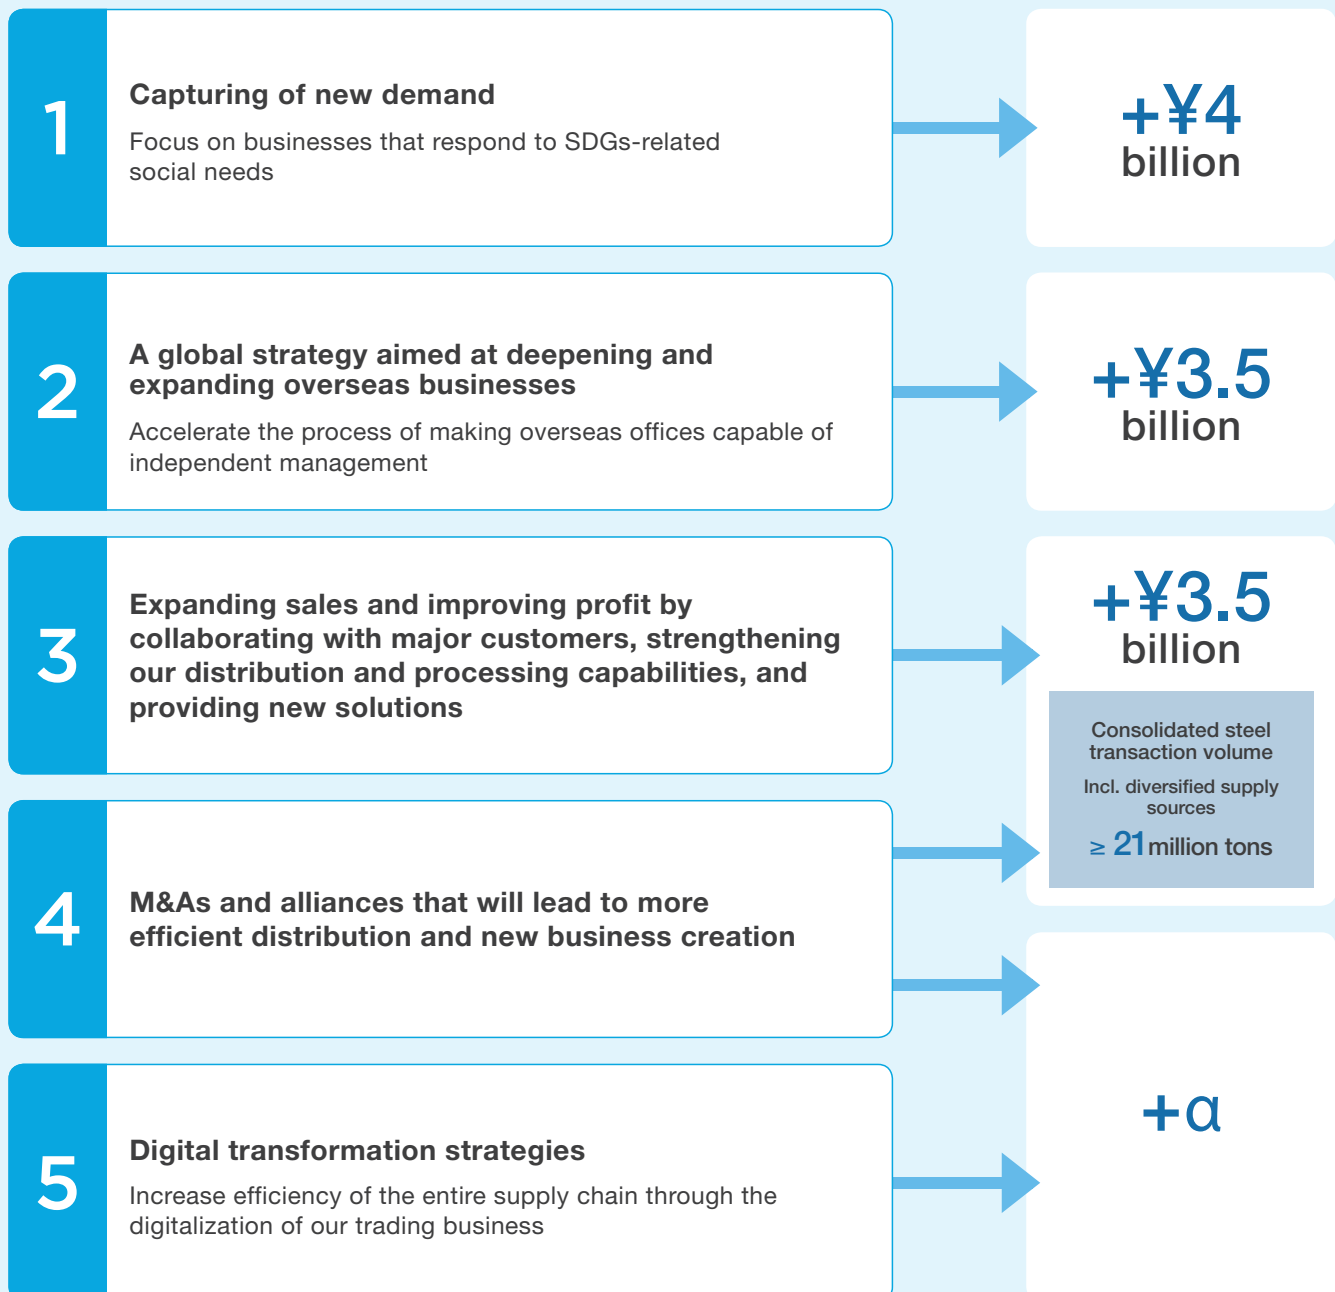 1
Capturing of new demand
Focus on businesses that respond to SDGs-related
social needs
+¥4
billion
2
A global strategy aimed at deepening and
expanding overseas businesses
Accelerate the process of making overseas offices capable of
independent management
+¥3.5
billion
3
Expanding sales and improving profit by
collaborating with major customers, strengthening
our distribution and processing capabilities, and
providing new solutions
+¥3.5
billion
Consolidated steel
transaction volume
Incl. diversified supply
sources
≥ 21 million tons
4
M&As and alliances that will lead to more
efficient distribution and new business creation
5
Digital transformation strategies
Increase efficiency of the entire supply chain through the
digitalization of our trading business
+α